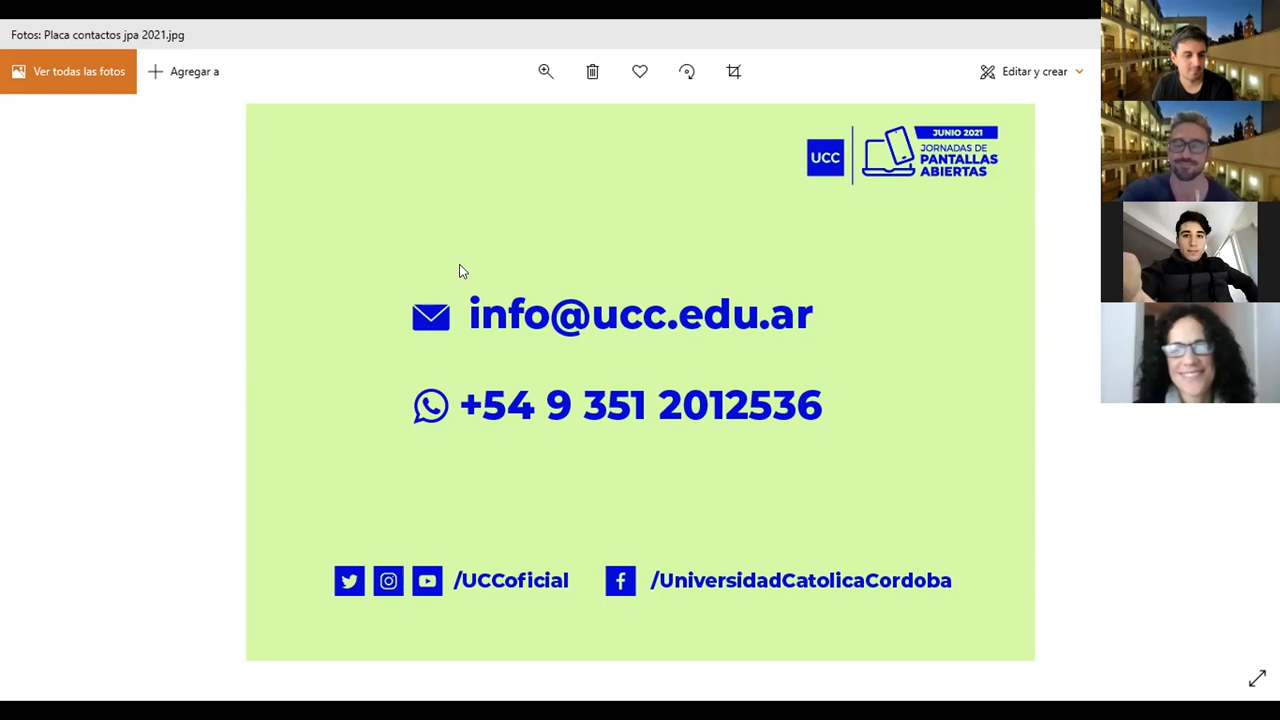 Fotos: Placa contactos jpa 2021.jpg
Ver todas las fotos
Agregar a
Editar y crear
UCC
JUNIO 2021
JORNADAS DE
PANTALLAS
ABIERTAS
info@ucc.edu.ar
+54 9 351 2012536
/UCCoficial
/UniversidadCatolicaCordoba